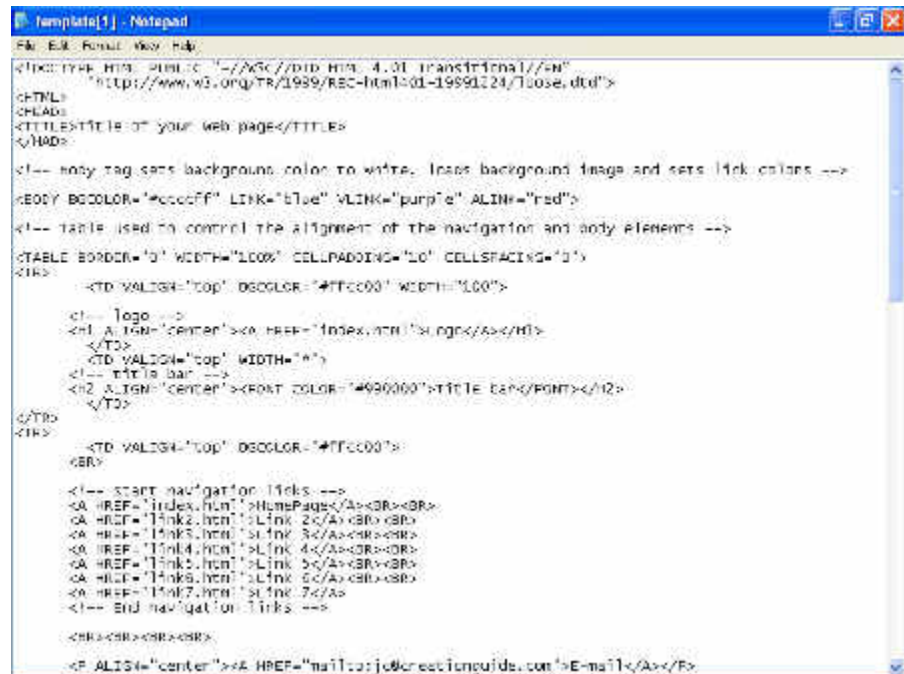 template[1] - Notepad
File Edit Format View Help
<!DOCTYPE HTML PUBLIC "-//W3C//DTD HTML 4.01 Transitional//EN"
"http://www.w3.org/TR/1999/REC-html401-19991224/loose.dtd">
<HTML>
<HEAD>
<TITLE>Title of your web page</TITLE>
</HEAD>
<!-- Body tag sets background color to white, loads background image and sets link colors -->
<BODY BGCOLOR="#ccccff" LINK="blue" VLINK="purple" ALINK="red">
<!-- Table used to control the alignment of the navigation and body elements -->
<TABLE BORDER="0" WIDTH="100%" CELLPADDING="10" CELLSPACING="0">
<TR>
<TD VALIGN="top" BGCOLOR="#ffcc00" WIDTH="100">
<!-- logo -->
<H1 ALIGN="center"><A HREF="index.html">Logo</A></H1>
</TD>
<TD VALIGN="top" WIDTH="*">
<!-- title bar -->
<H2 ALIGN="center"><FONT COLOR="#990000">Title bar</FONT></H2>
</TD>
</TR>
<TR>
<TD VALIGN="top" BGCOLOR="#ffcc00">
<BR>
<!-- start navigation links -->
<A HREF="index.html">HomePage</A><BR><BR>
<A HREF="link2.html">Link 2</A><BR><BR>
<A HREF="link3.html">Link 3</A><BR><BR>
<A HREF="link4.html">Link 4</A><BR><BR>
<A HREF="link5.html">Link 5</A><BR><BR>
<A HREF="link6.html">Link 6</A><BR><BR>
<A HREF="link7.html">Link 7</A>
<!-- End navigation links -->
<BR><BR><BR><BR>
<P ALIGN="center"><A HREF="mailto:jc@creationguide.com">E-mail</A></P>